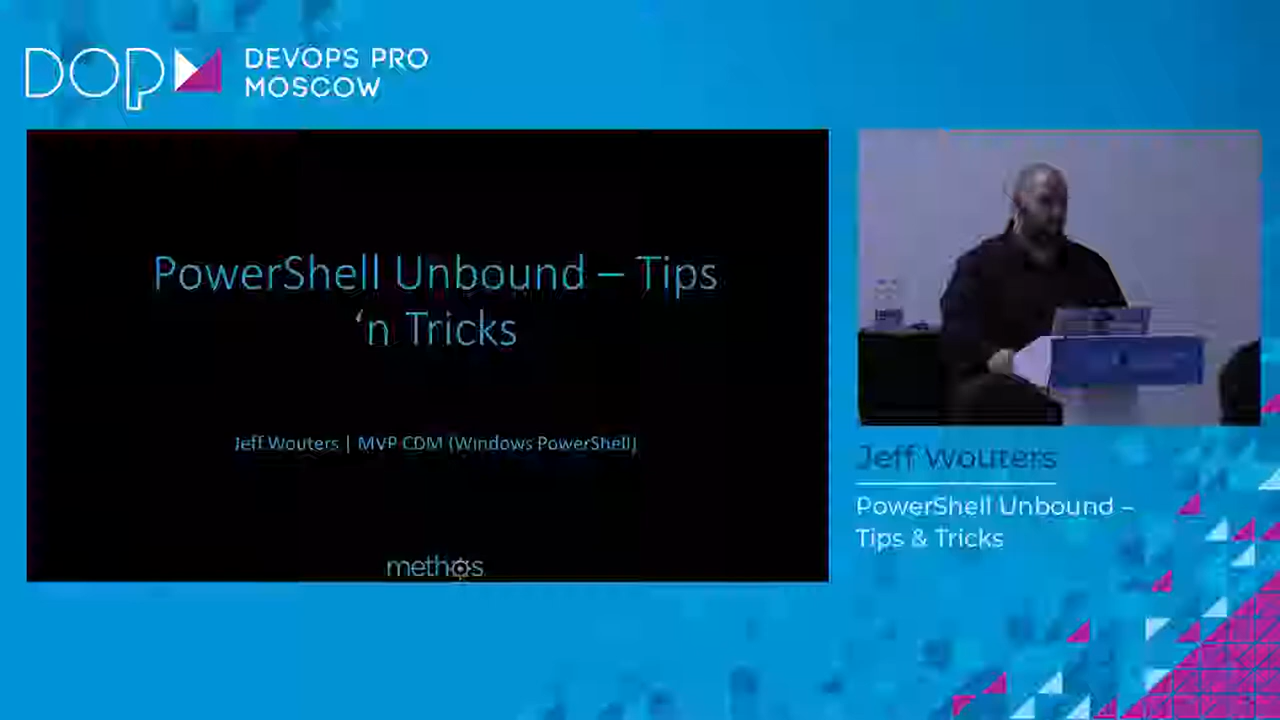 DOP
DEVOPS PRO
MOSCOW
PowerShell Unbound – Tips
‘n Tricks
Jeff Wouters | MVP CDM (Windows PowerShell)
methos
Jeff Wouters
PowerShell Unbound –
Tips & Tricks